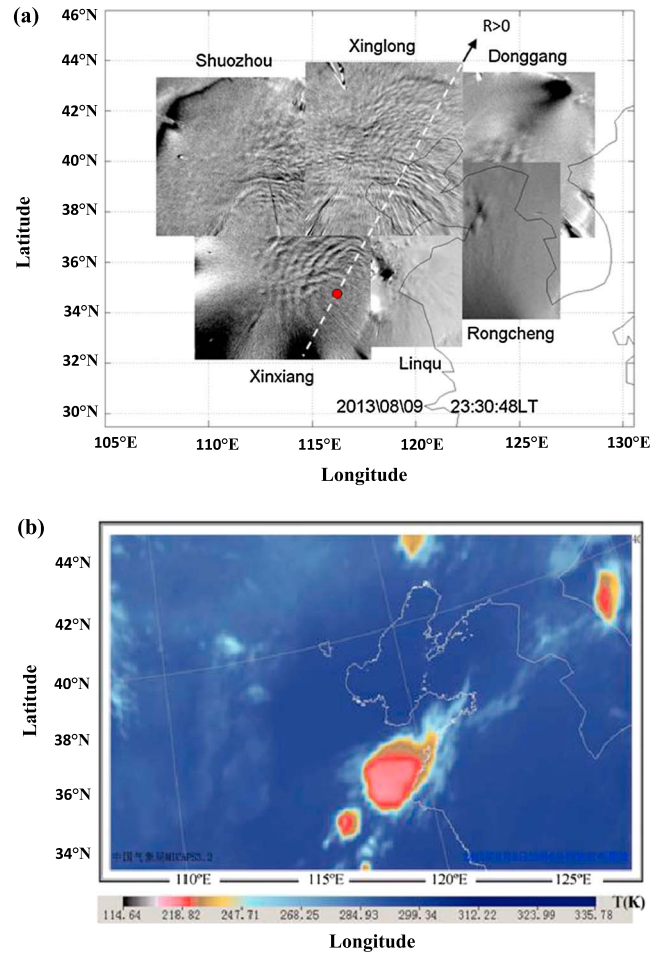 (a)
46°N
44°N
42°N
40°N
38°N
36°N
34°N
32°N
30°N
Latitude
R>0
Shuozhou
Xinglong
Donggang
Xinxiang
Linqu
Rongcheng
2013\08\09 23:30:48LT
105°E 110°E 115°E 120°E 125°E 130°E
Longitude
(b)
44°N
42°N
40°N
38°N
36°N
34°N
Latitude
40
中国气象局MICAPS3.2
110°E 115°E 120°E 125°E
T(K)
114.64 218.82 247.71 268.25 284.93 299.34 312.22 323.99 335.78
Longitude